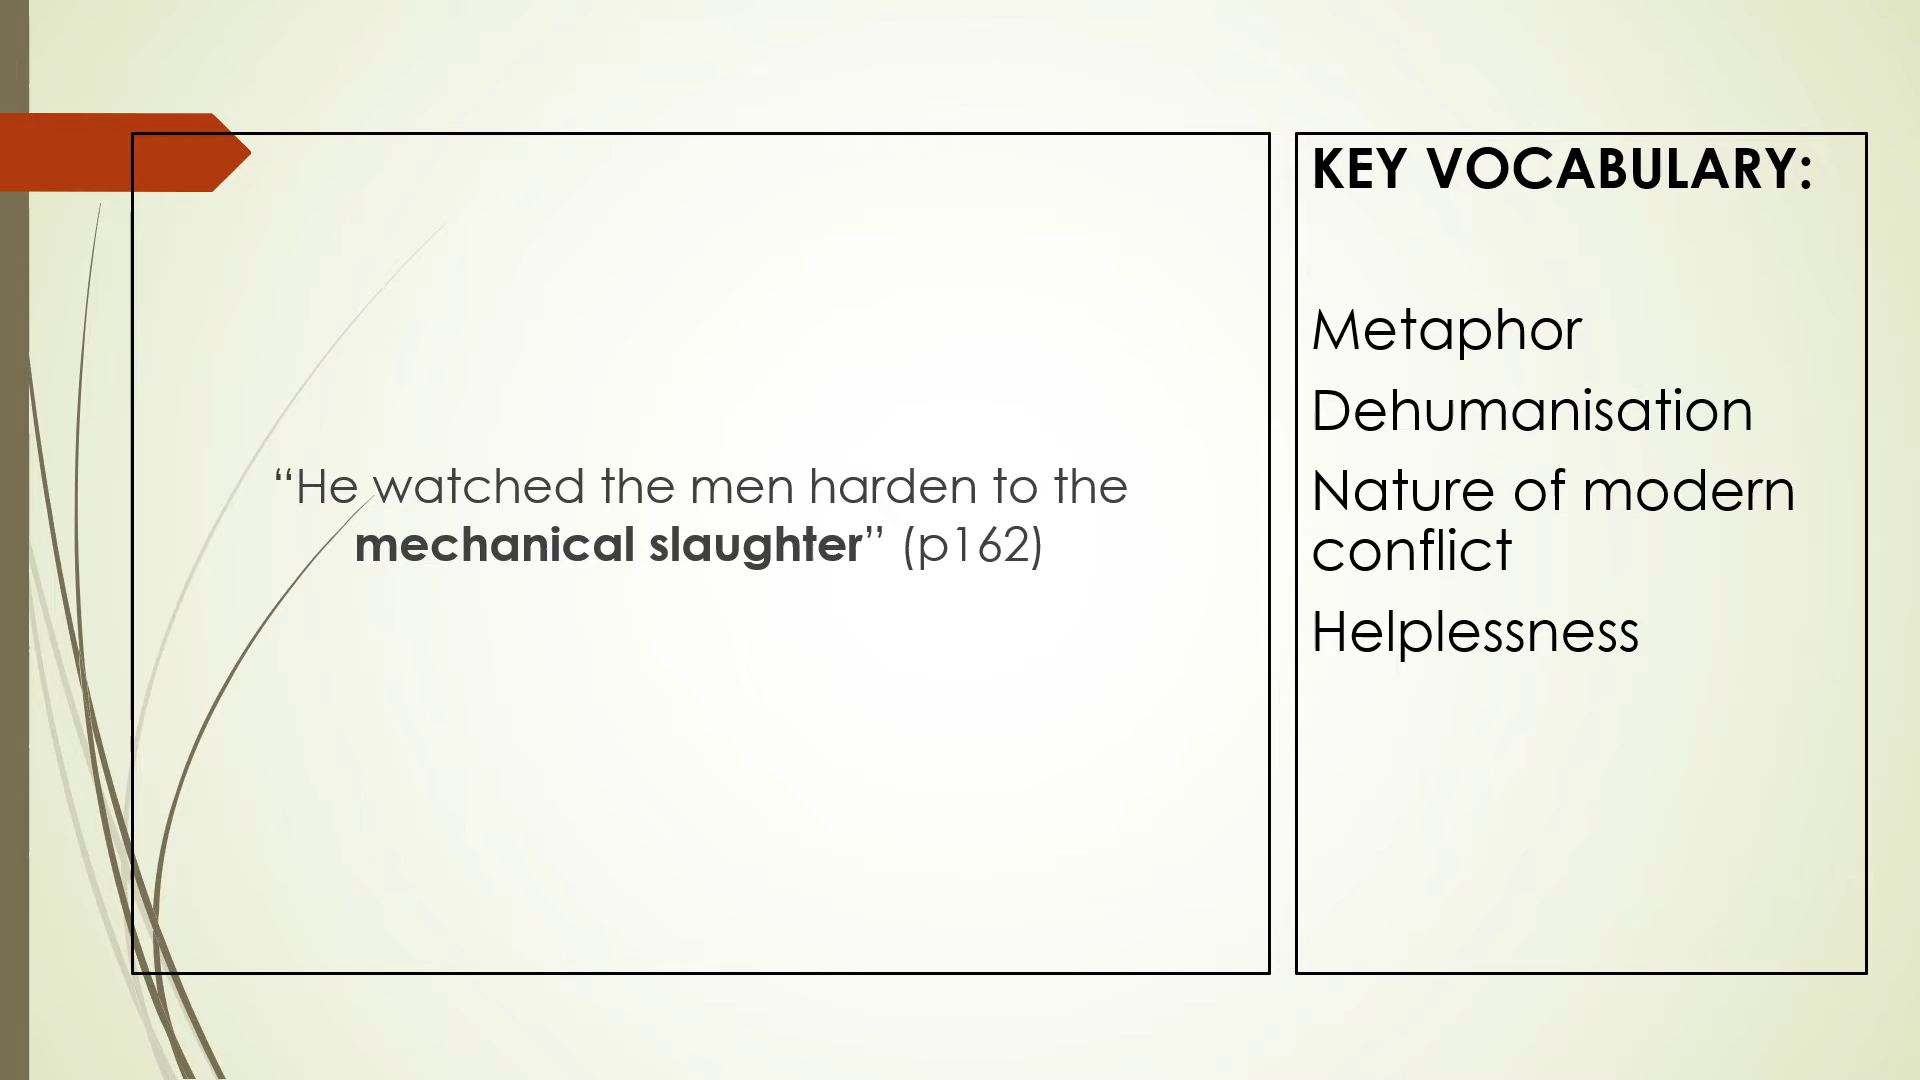 “He watched the men harden to the
mechanical slaughter” (p162)
KEY VOCABULARY:
Metaphor
Dehumanisation
Nature of modern
conflict
Helplessness